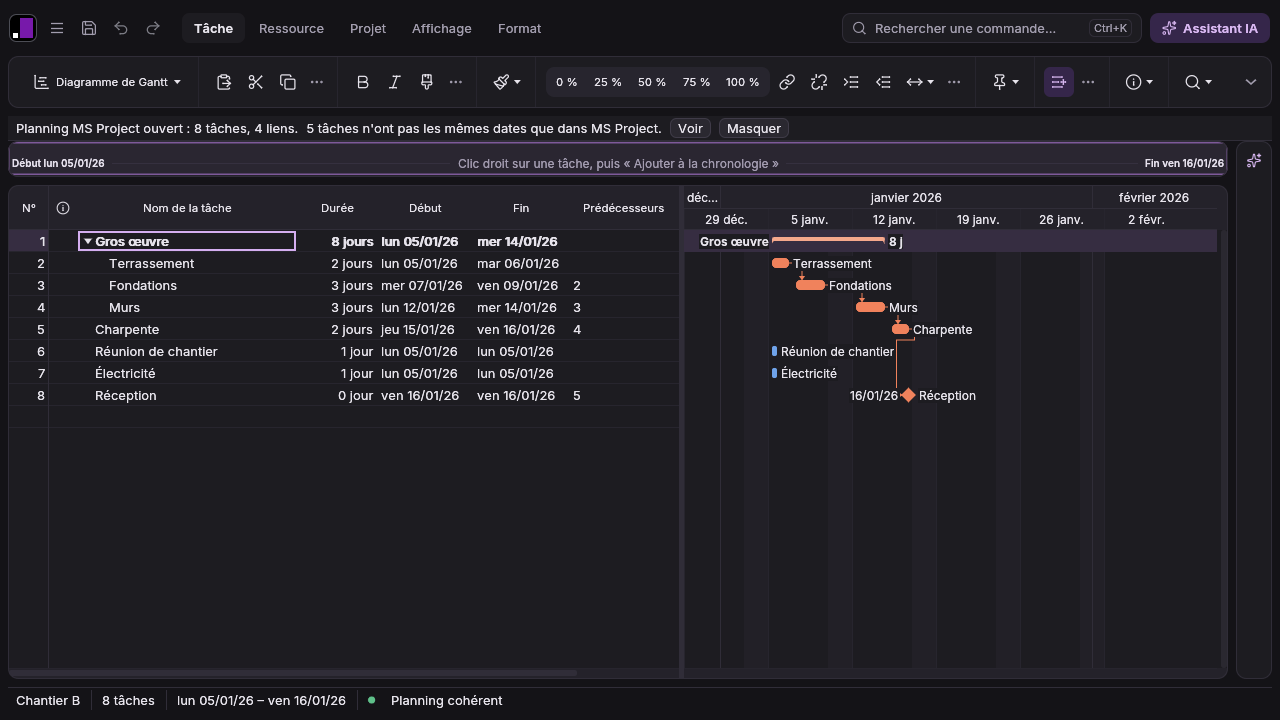 Tâche Ressource Projet Affichage Format Rechercher une commande... Ctrl+K Assistant IA
Diagramme de Gantt 0 % 25 % 50 % 75 % 100 %
Planning MS Project ouvert : 8 tâches, 4 liens. 5 tâches n'ont pas les mêmes dates que dans MS Project. Voir Masquer
Début lun 05/01/26 Clic droit sur une tâche, puis « Ajouter à la chronologie » Fin ven 16/01/26
déc... janvier 2026 février 2026
N° Nom de la tâche Durée Début Fin Prédécesseurs
29 déc. 5 janv. 12 janv. 19 janv. 26 janv. 2 févr.
1 Gros œuvre 8 jours lun 05/01/26 mer 14/01/26 Gros œuvre 8 j
2 Terrassement 2 jours lun 05/01/26 mar 06/01/26 Terrassement
3 Fondations 3 jours mer 07/01/26 ven 09/01/26 2 Fondations
4 Murs 3 jours lun 12/01/26 mer 14/01/26 3 Murs
5 Charpente 2 jours jeu 15/01/26 ven 16/01/26 4 Charpente
6 Réunion de chantier 1 jour lun 05/01/26 lun 05/01/26 Réunion de chantier
7 Électricité 1 jour lun 05/01/26 lun 05/01/26 Électricité
8 Réception 0 jour ven 16/01/26 ven 16/01/26 5 16/01/26 Réception
Chantier B 8 tâches lun 05/01/26 – ven 16/01/26 Planning cohérent